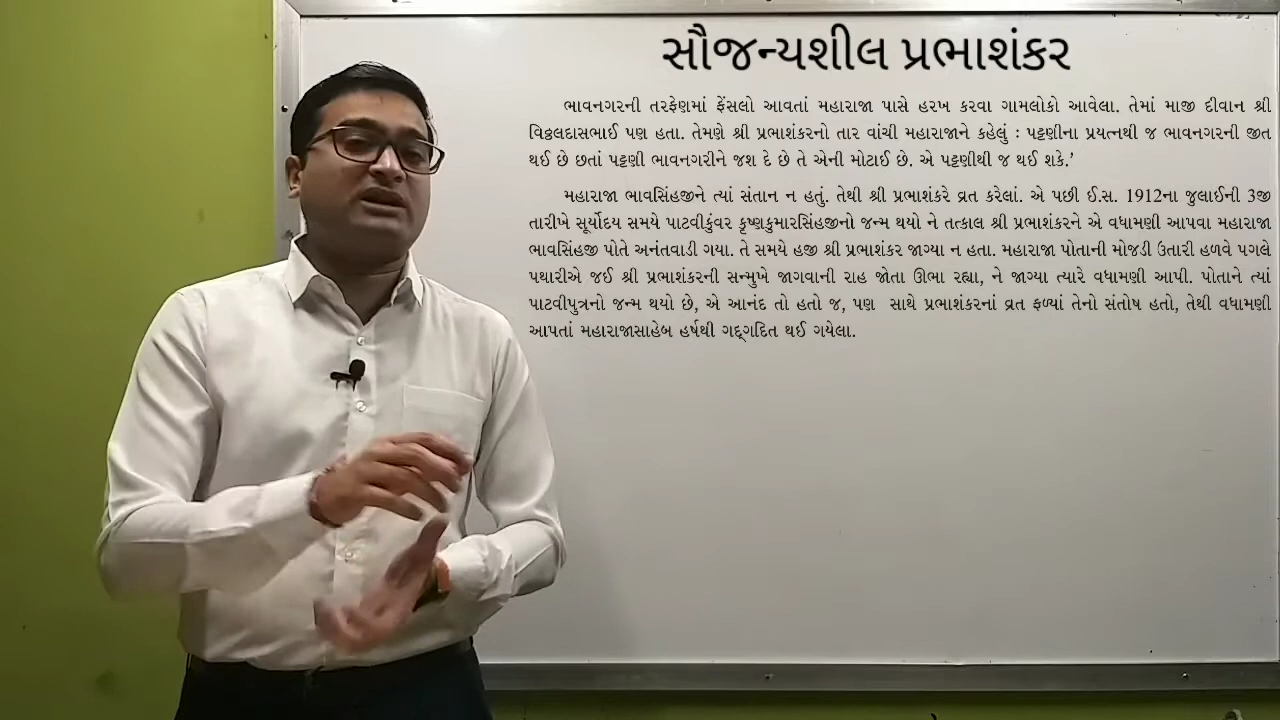 સૌજન્યશીલ પ્રભાશંકર
ભાવનગરની તરફેણમાં ફેંસલો આવતાં મહારાજા પાસે હરખ કરવા ગામલોકો આવેલા. તેમાં માજી દીવાન શ્રી
વિઠ્ઠલદાસભાઈ પણ હતા. તેમણે શ્રી પ્રભાશંકરનો તાર વાંચી મહારાજાને કહેલું : પટ્ટણીના પ્રયત્નથી જ ભાવનગરની જીત
થઈ છે છતાં પટ્ટણી ભાવનગરીને જશ દે છે તે એની મોટાઈ છે. એ પટ્ટણીથી જ થઈ શકે.’
મહારાજા ભાવસિંહજીને ત્યાં સંતાન ન હતું. તેથી શ્રી પ્રભાશંકરે વ્રત કરેલાં. એ પછી ઈ.સ. 1912ના જુલાઈની 3જી
તારીખે સૂર્યોદય સમયે પાટવીકુંવર કૃષ્ણકુમારસિંહજીનો જન્મ થયો ને તત્કાલ શ્રી પ્રભાશંકરને એ વધામણી આપવા મહારાજા
ભાવસિંહજી પોતે અનંતવાડી ગયા. તે સમયે હજી શ્રી પ્રભાશંકર જાગ્યા ન હતા. મહારાજા પોતાની મોજડી ઉતારી હળવે પગલે
પથારીએ જઈ શ્રી પ્રભાશંકરની સન્મુખે જાગવાની રાહ જોતા ઊભા રહ્યા, ને જાગ્યા ત્યારે વધામણી આપી. પોતાને ત્યાં
પાટવીપુત્રનો જન્મ થયો છે, એ આનંદ તો હતો જ, પણ સાથે પ્રભાશંકરનાં વ્રત ફળ્યાં તેનો સંતોષ હતો, તેથી વધામણી
આપતાં મહારાજાસાહેબ હર્ષથી ગદ્ગદિત થઈ ગયેલા.